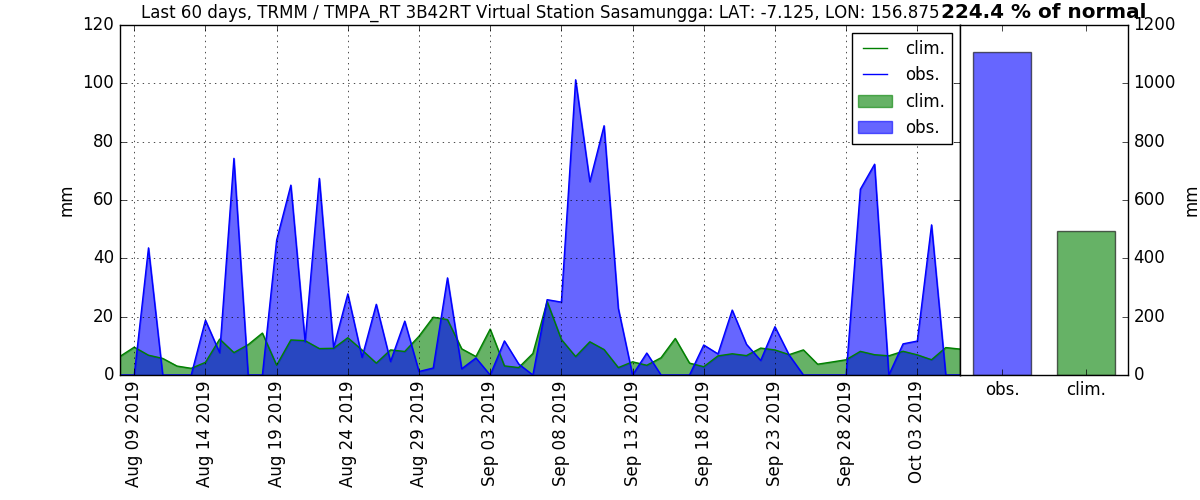 Last 60 days, TRMM / TMPA_RT 3B42RT Virtual Station Sasamungga: LAT: -7.125, LON: 156.875
224.4 % of normal
120
100
80
60
40
20
0
mm
clim.
obs.
clim.
obs.
1200
1000
800
600
400
200
0
mm
Aug 09 2019
Aug 14 2019
Aug 19 2019
Aug 24 2019
Aug 29 2019
Sep 03 2019
Sep 08 2019
Sep 13 2019
Sep 18 2019
Sep 23 2019
Sep 28 2019
Oct 03 2019
obs.
clim.